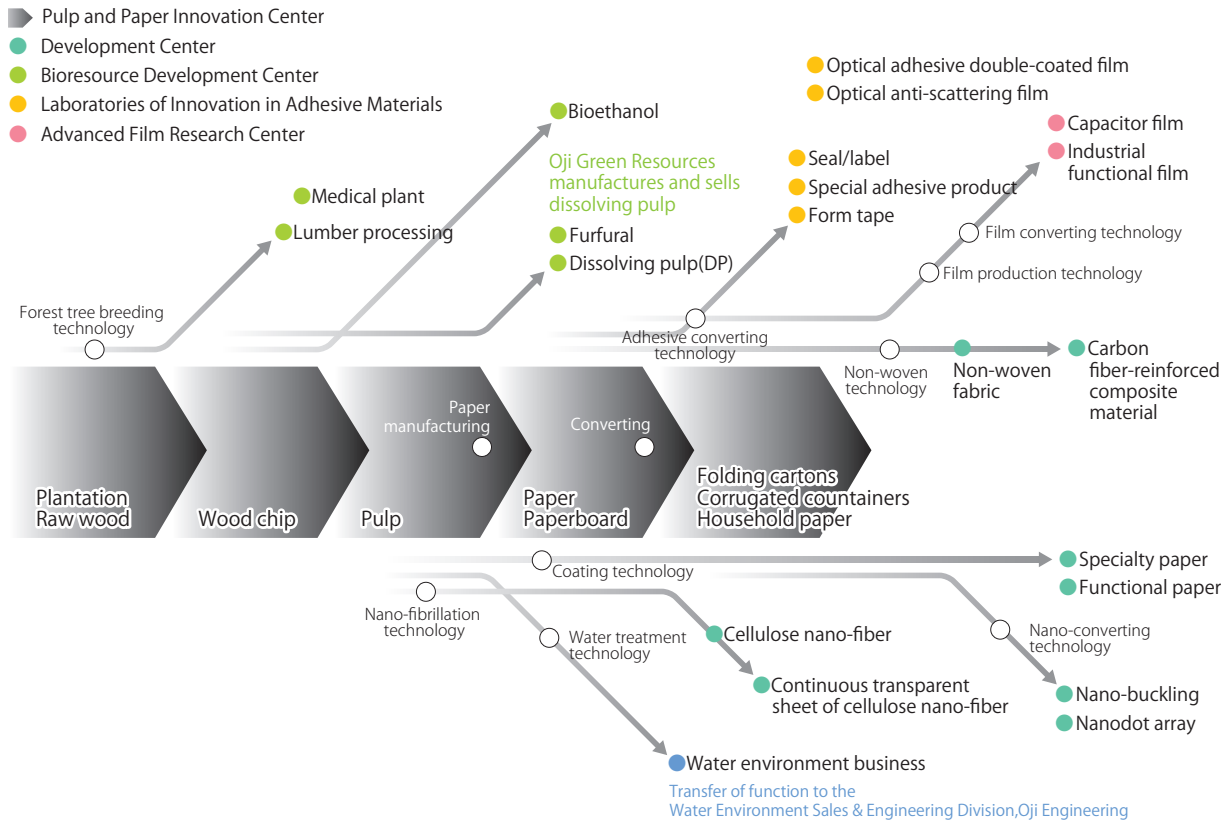 Pulp and Paper Innovation Center
Development Center
Bioresource Development Center
Laboratories of Innovation in Adhesive Materials
Advanced Film Research Center
Optical adhesive double-coated film
Optical anti-scattering film
Bioethanol
Capacitor film
Industrial
functional film
Oji Green Resources
manufactures and sells
dissolving pulp
Seal/label
Special adhesive product
Form tape
Medical plant
Lumber processing
Furfural
Dissolving pulp(DP)
Film converting technology
Film production technology
Forest tree breeding
technology
Adhesive converting
technology
Non-woven
technology
Non-woven
fabric
Carbon
fiber-reinforced
composite
material
Paper
manufacturing
Converting
Plantation
Raw wood
Wood chip
Pulp
Paper
Paperboard
Folding cartons
Corrugated countainers
Household paper
Coating technology
Specialty paper
Functional paper
Nano-fibrillation
technology
Water treatment
technology
Cellulose nano-fiber
Nano-converting
technology
Continuous transparent
sheet of cellulose nano-fiber
Nano-buckling
Nanodot array
Water environment business
Transfer of function to the
Water Environment Sales & Engineering Division,Oji Engineering